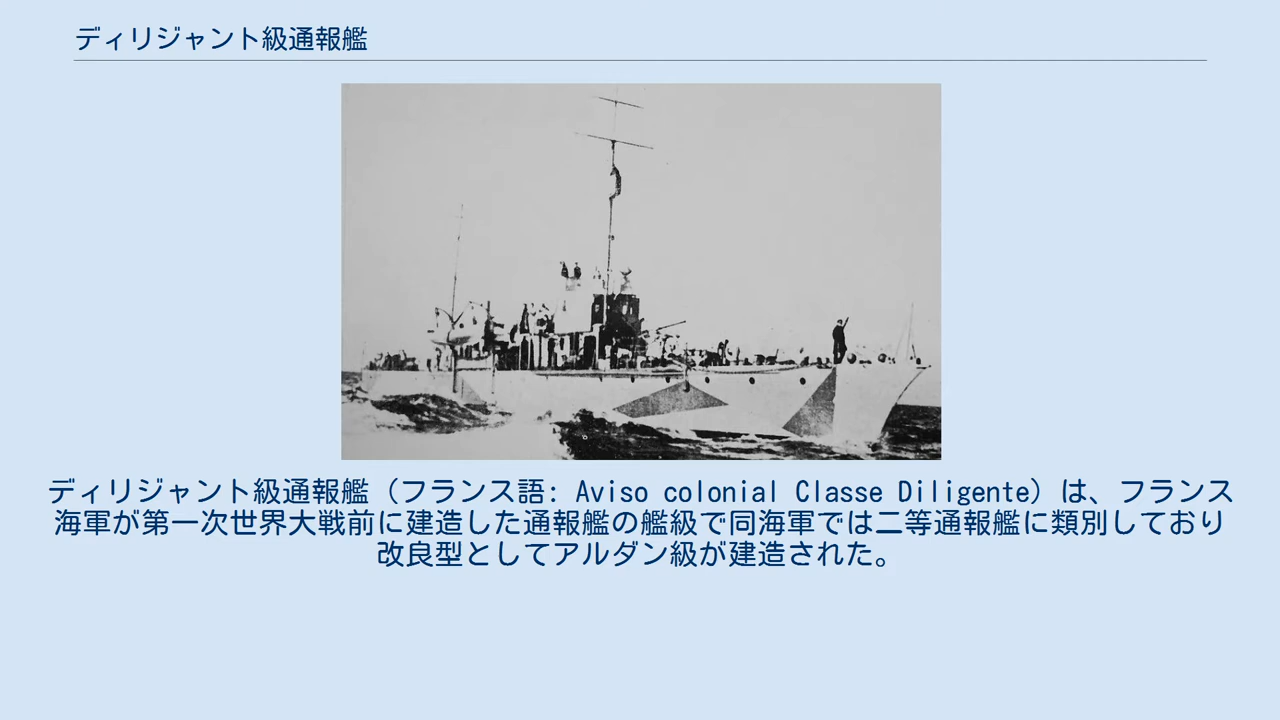 ディリジャント級通報艦
ディリジャント級通報艦（フランス語: Aviso colonial Classe Diligente）は、フランス
海軍が第一次世界大戦前に建造した通報艦の艦級で同海軍では二等通報艦に類別しており
改良型としてアルダン級が建造された。